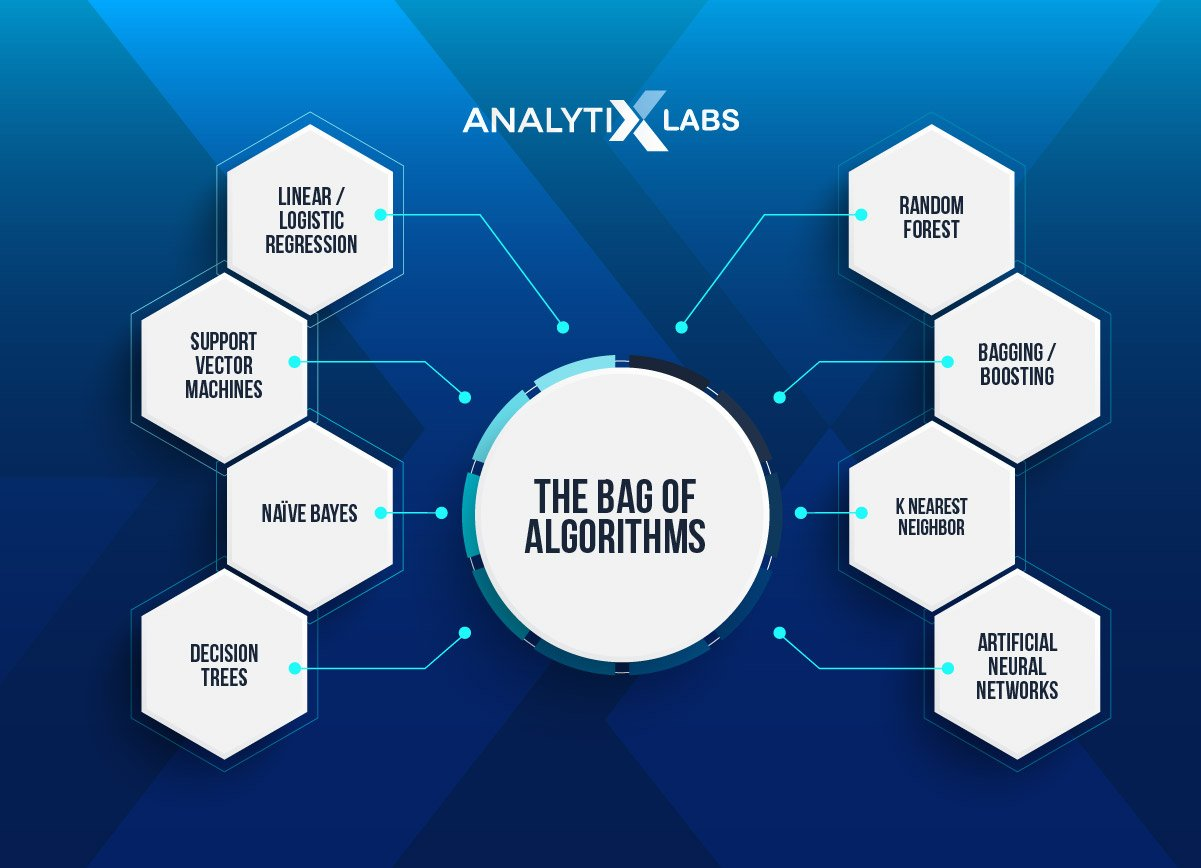 ANALYTIX LABS
LINEAR /
LOGISTIC
REGRESSION
SUPPORT
VECTOR
MACHINES
NAÏVE BAYES
DECISION
TREES
THE BAG OF
ALGORITHMS
RANDOM
FOREST
BAGGING /
BOOSTING
K NEAREST
NEIGHBOR
ARTIFICIAL
NEURAL
NETWORKS